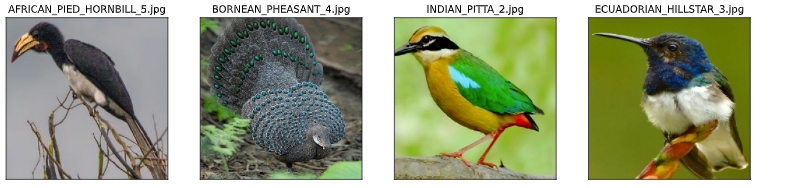 AFRICAN_PIED_HORNBILL_5.jpg
BORNEAN_PHEASANT_4.jpg
INDIAN_PITTA_2.jpg
ECUADORIAN_HILLSTAR_3.jpg